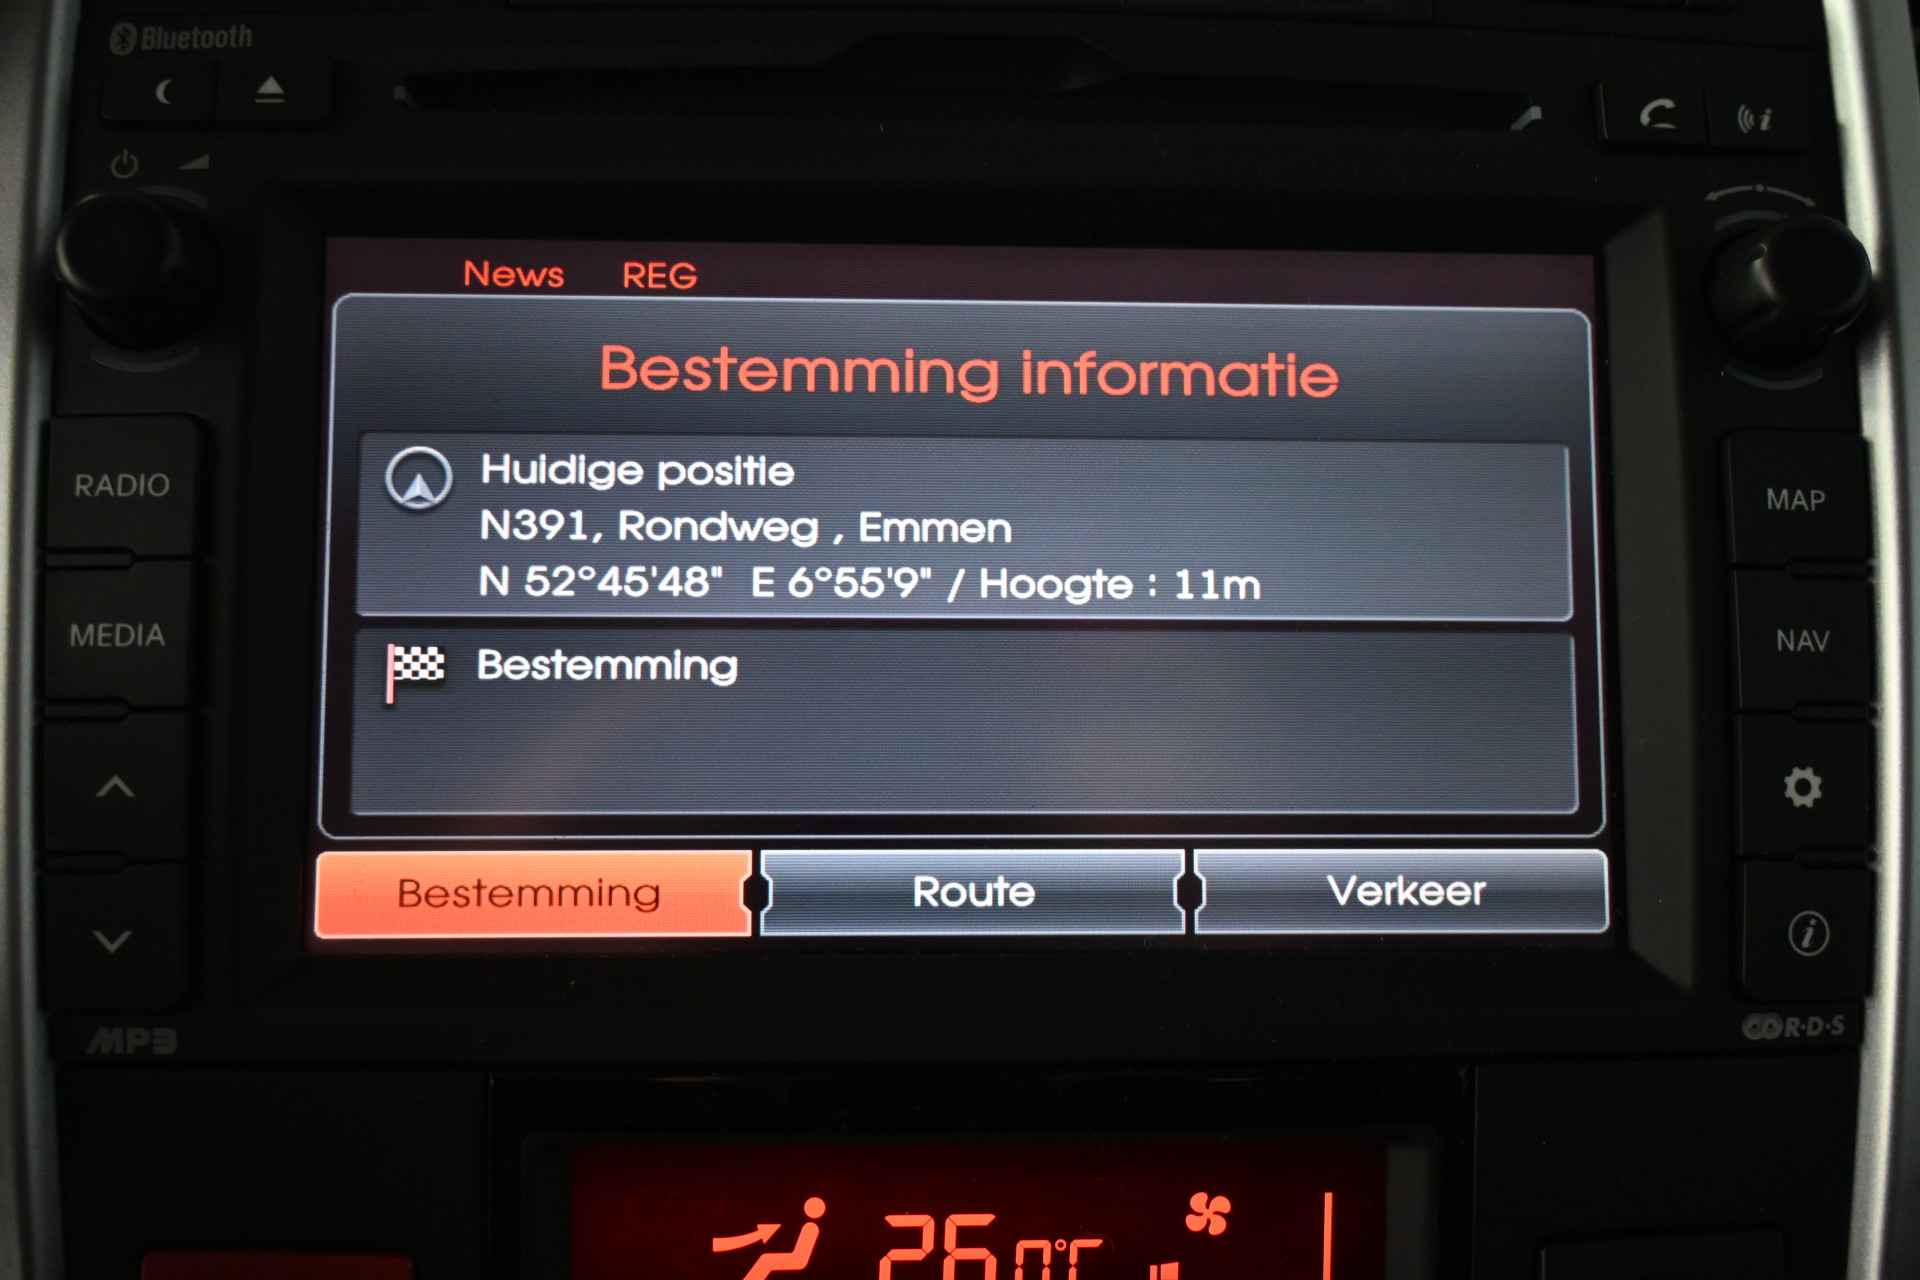 Bluetooth
News REG
Bestemming informatie
RADIO
Huidige positie
MAP
N391, Rondweg , Emmen
N 52°45'48" E 6°55'9" / Hoogte : 11m
MEDIA
Bestemming
NAV
Bestemming Route Verkeer
MP3
R·D·S
26.0°C